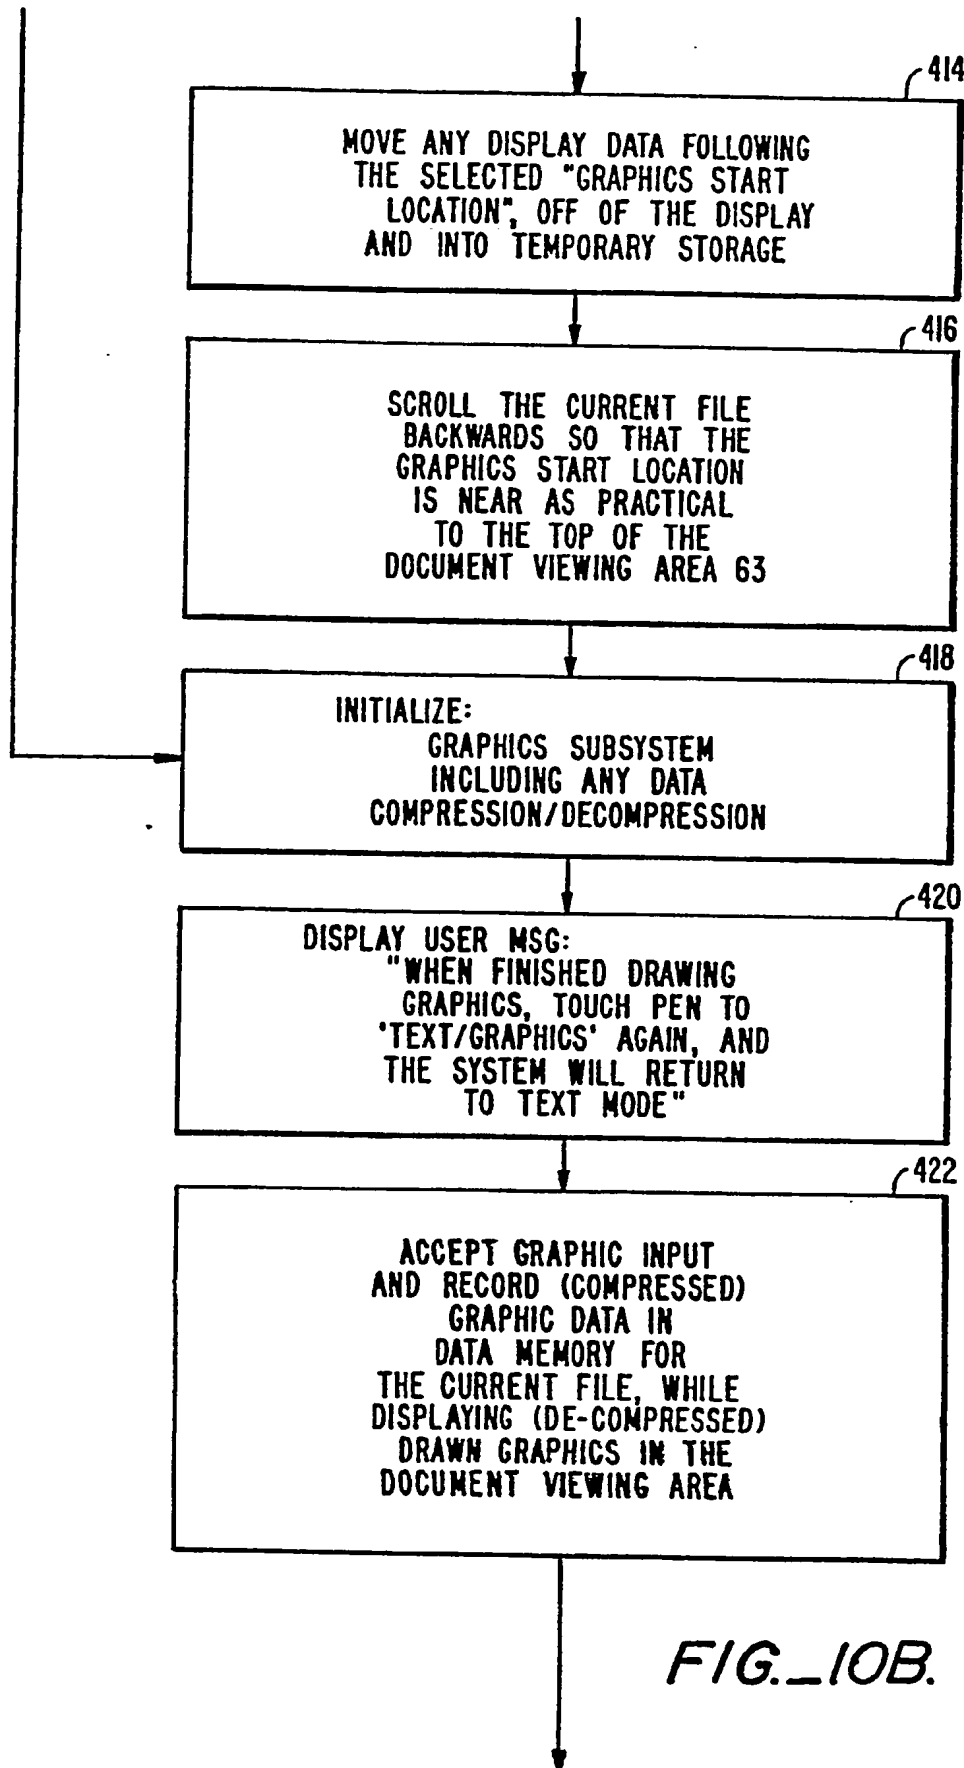 414
MOVE ANY DISPLAY DATA FOLLOWING
THE SELECTED "GRAPHICS START
LOCATION", OFF OF THE DISPLAY
AND INTO TEMPORARY STORAGE
416
SCROLL THE CURRENT FILE
BACKWARDS SO THAT THE
GRAPHICS START LOCATION
IS NEAR AS PRACTICAL
TO THE TOP OF THE
DOCUMENT VIEWING AREA 63
418
INITIALIZE:
GRAPHICS SUBSYSTEM
INCLUDING ANY DATA
COMPRESSION/DECOMPRESSION
420
DISPLAY USER MSG:
"WHEN FINISHED DRAWING
GRAPHICS, TOUCH PEN TO
'TEXT/GRAPHICS' AGAIN, AND
THE SYSTEM WILL RETURN
TO TEXT MODE"
422
ACCEPT GRAPHIC INPUT
AND RECORD (COMPRESSED)
GRAPHIC DATA IN
DATA MEMORY FOR
THE CURRENT FILE, WHILE
DISPLAYING (DE-COMPRESSED)
DRAWN GRAPHICS IN THE
DOCUMENT VIEWING AREA
FIG._10B.